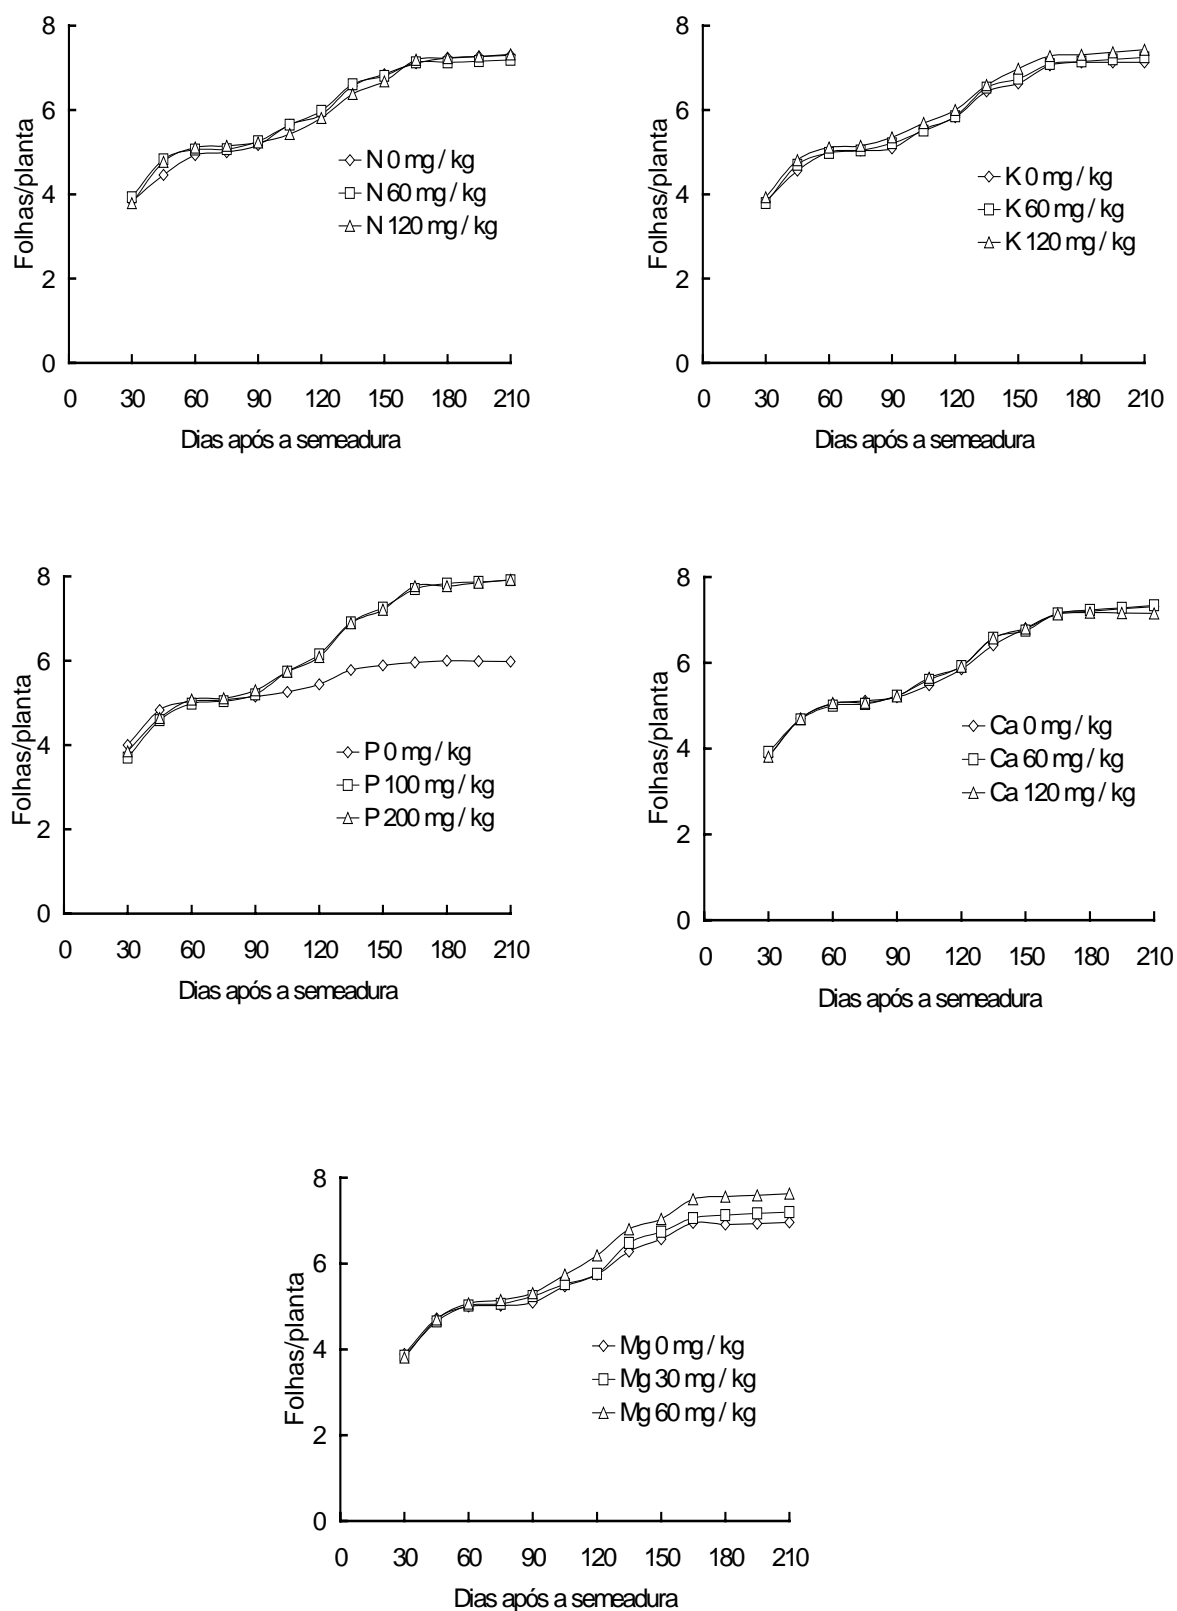 8
6
4
2
0
Folhas/planta
N 0 mg / kg
N 60 mg / kg
N 120 mg / kg
0 30 60 90 120 150 180 210
Dias após a semeadura
8
6
4
2
0
Folhas/planta
K 0 mg / kg
K 60 mg / kg
K 120 mg / kg
0 30 60 90 120 150 180 210
Dias após a semeadura
8
6
4
2
0
Folhas/planta
P 0 mg / kg
P 100 mg / kg
P 200 mg / kg
0 30 60 90 120 150 180 210
Dias após a semeadura
8
6
4
2
0
Folhas/planta
Ca 0 mg / kg
Ca 60 mg / kg
Ca 120 mg / kg
0 30 60 90 120 150 180 210
Dias após a semeadura
8
6
4
2
0
Folhas/planta
Mg 0 mg / kg
Mg 30 mg / kg
Mg 60 mg / kg
0 30 60 90 120 150 180 210
Dias após a semeadura